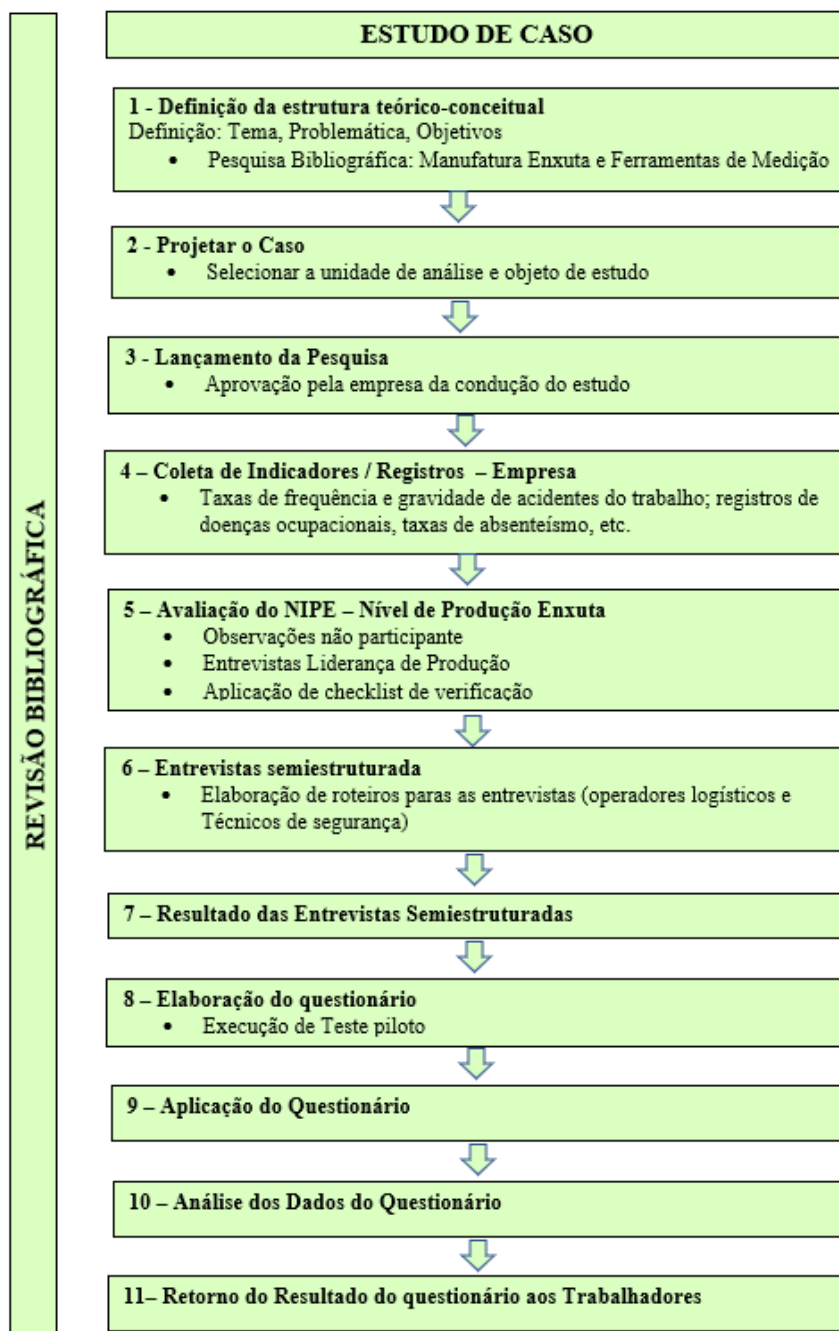 REVISÃO BIBLIOGRÁFICA
ESTUDO DE CASO
1 - Definição da estrutura teórico-conceitual
Definição: Tema, Problemática, Objetivos
• Pesquisa Bibliográfica: Manufatura Enxuta e Ferramentas de Medição
2 - Projetar o Caso
• Selecionar a unidade de análise e objeto de estudo
3 - Lançamento da Pesquisa
• Aprovação pela empresa da condução do estudo
4 – Coleta de Indicadores / Registros – Empresa
• Taxas de frequência e gravidade de acidentes do trabalho; registros de
doenças ocupacionais, taxas de absenteísmo, etc.
5 – Avaliação do NIPE – Nível de Produção Enxuta
• Observações não participante
• Entrevistas Liderança de Produção
• Aplicação de checklist de verificação
6 – Entrevistas semiestruturada
• Elaboração de roteiros paras as entrevistas (operadores logísticos e
Técnicos de segurança)
7 – Resultado das Entrevistas Semiestruturadas
8 – Elaboração do questionário
• Execução de Teste piloto
9 – Aplicação do Questionário
10 – Análise dos Dados do Questionário
11– Retorno do Resultado do questionário aos Trabalhadores